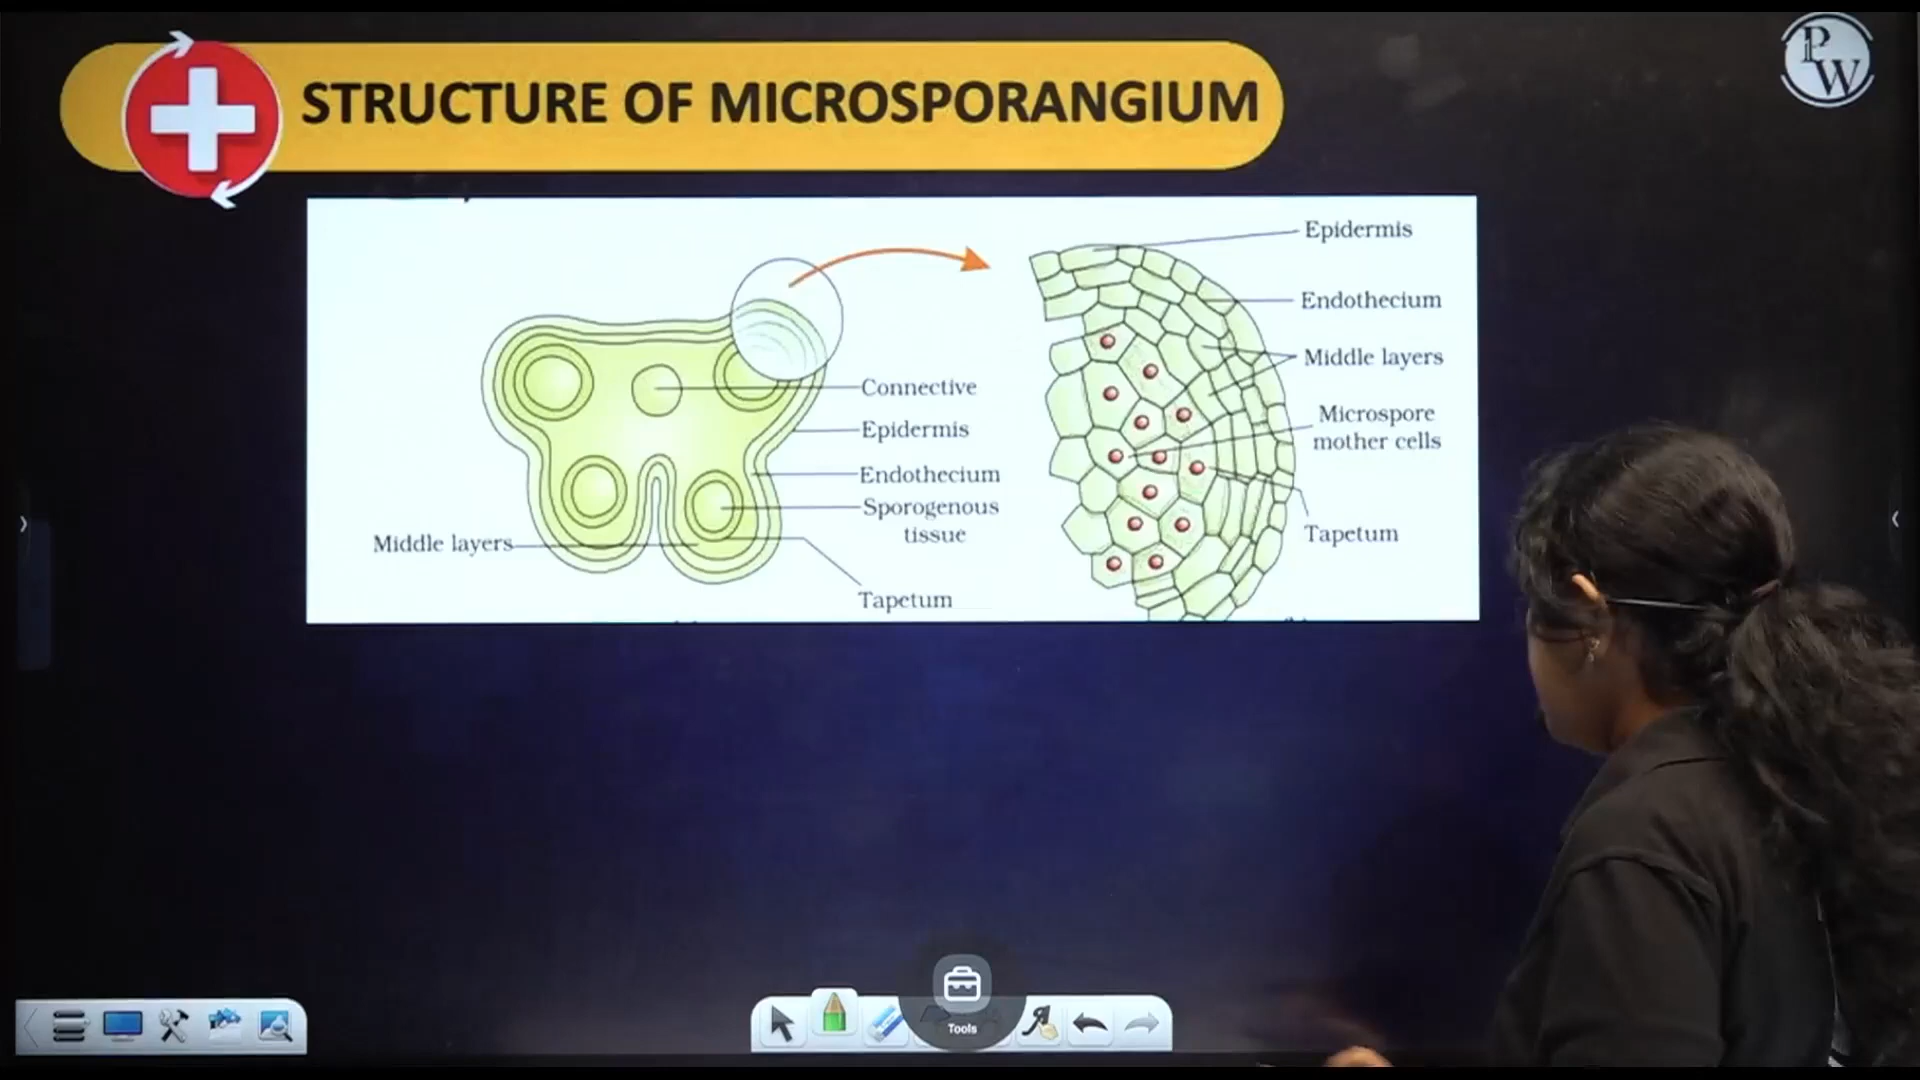 STRUCTURE OF MICROSPORANGIUM
PW
Connective
Epidermis
Endothecium
Sporogenous
tissue
Middle layers
Tapetum
Epidermis
Endothecium
Middle layers
Microspore
mother cells
Tapetum
Tools